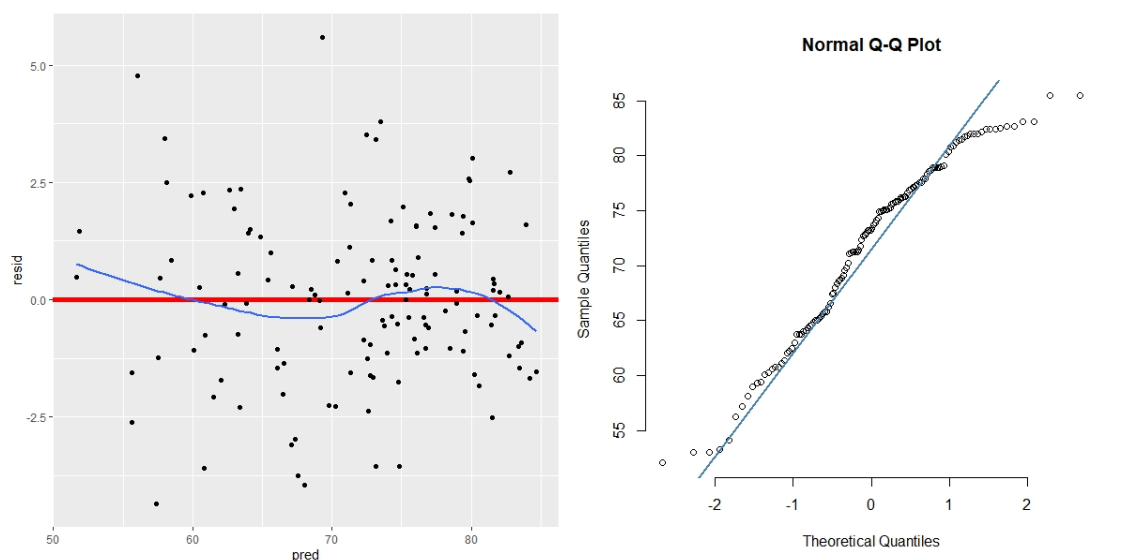 5.0
2.5
0.0
-2.5
resid
50 60 70 80
pred
Normal Q-Q Plot
85
80
75
70
65
60
55
Sample Quantiles
-2 -1 0 1 2
Theoretical Quantiles